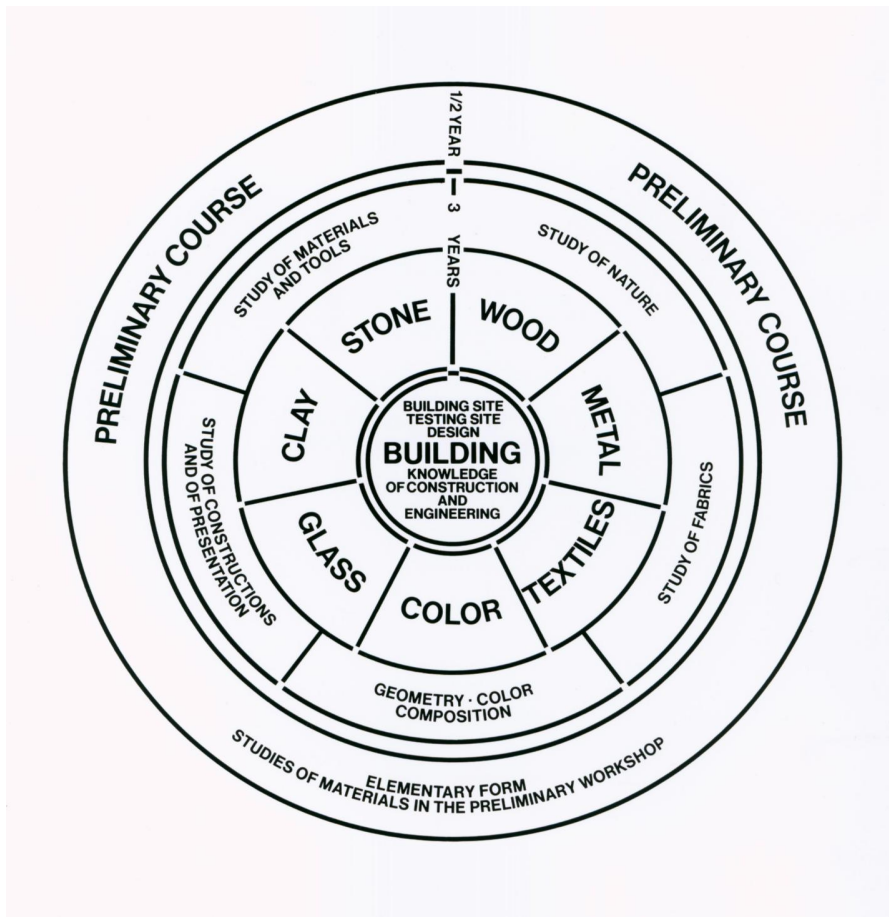 1/2 YEAR
PRELIMINARY COURSE
PRELIMINARY COURSE
3 YEARS
STUDY OF MATERIALS
AND TOOLS
STUDY OF NATURE
STONE
WOOD
CLAY
METAL
BUILDING SITE
TESTING SITE
DESIGN
BUILDING
KNOWLEDGE
OF CONSTRUCTION
AND
ENGINEERING
STUDY OF CONSTRUCTIONS
AND OF PRESENTATION
STUDY OF FABRICS
GLASS
TEXTILES
COLOR
GEOMETRY · COLOR
COMPOSITION
ELEMENTARY FORM
STUDIES OF MATERIALS IN THE PRELIMINARY WORKSHOP